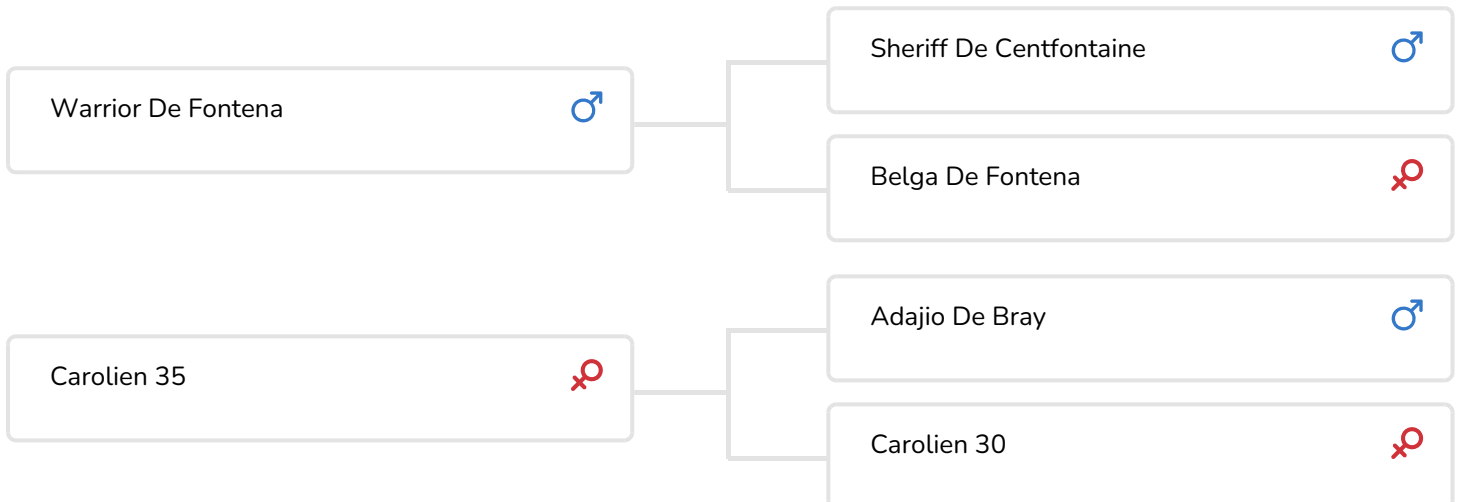 Sheriff De Centfontaine
Warrior De Fontena
Belga De Fontena
Adajio De Bray
Carolien 35
Carolien 30